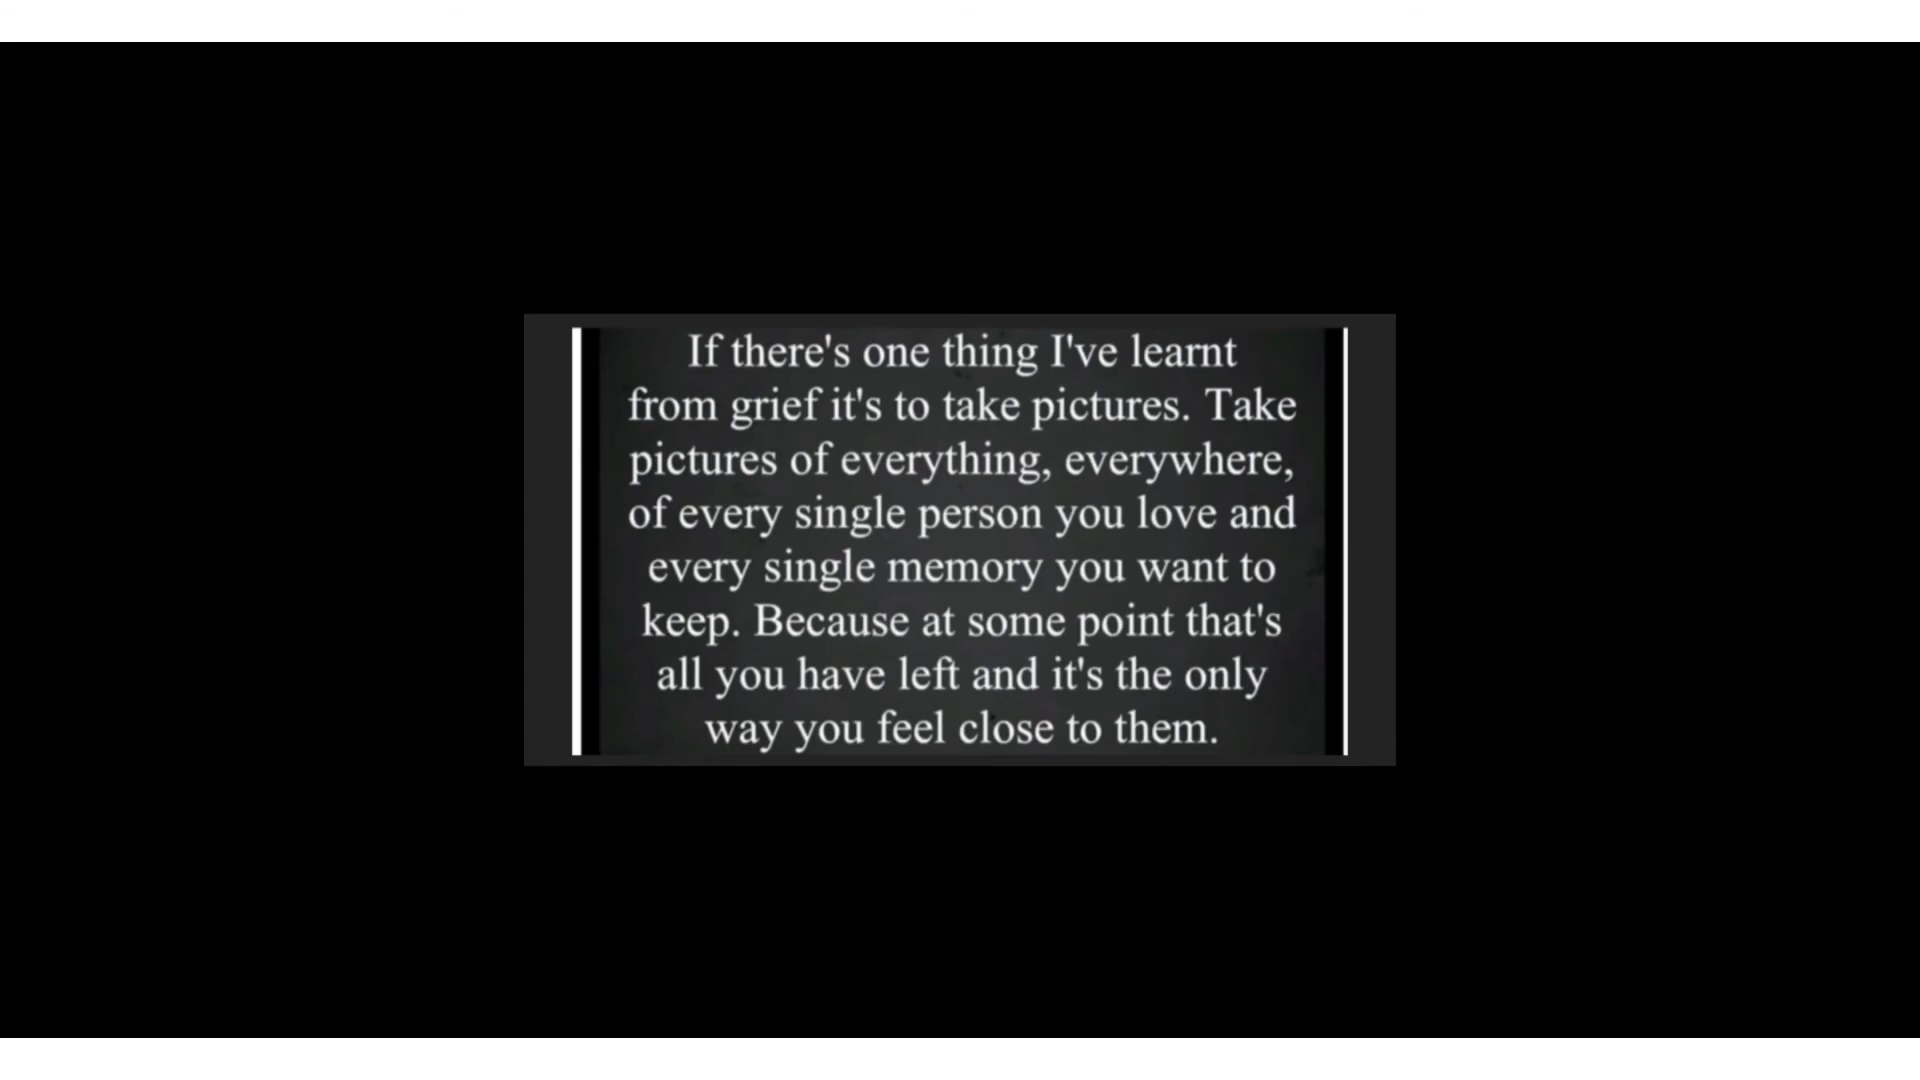 If there's one thing I've learnt
from grief it's to take pictures. Take
pictures of everything, everywhere,
of every single person you love and
every single memory you want to
keep. Because at some point that's
all you have left and it's the only
way you feel close to them.